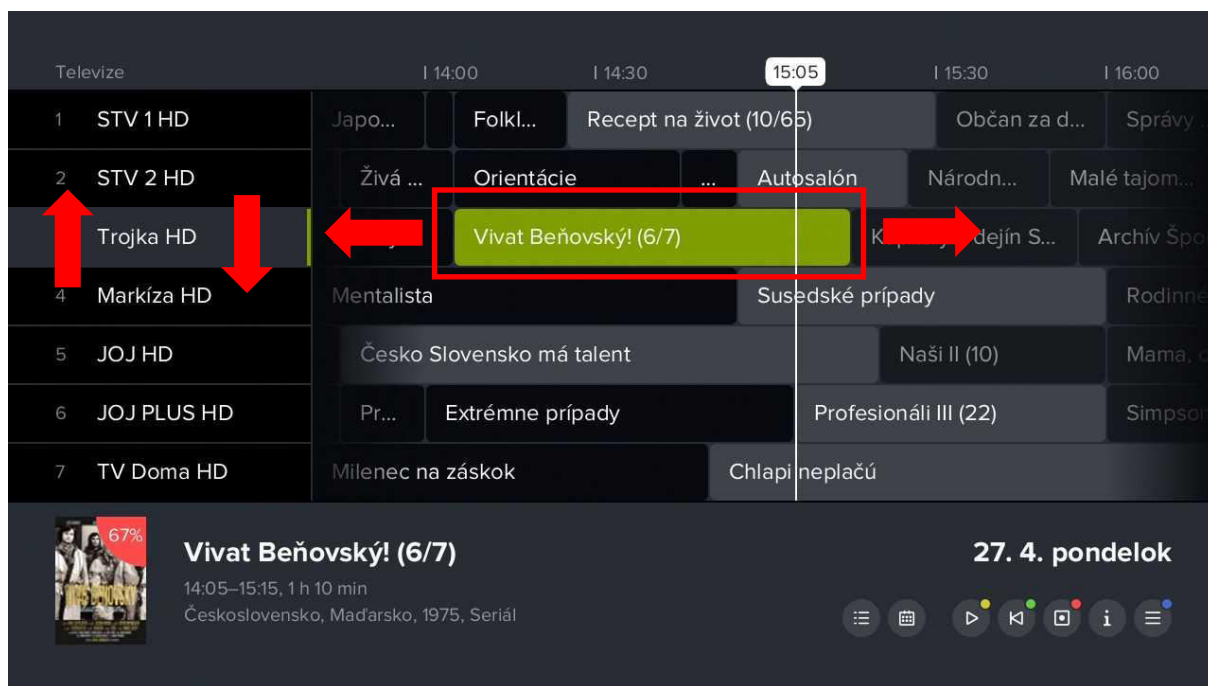 Televize 14:00 14:30 15:05 15:30 16:00
1 STV 1 HD Japo... Folkl... Recept na život (10/65) Občan za d... Správy
2 STV 2 HD Živá ... Orientácie ... Autosalón Národn... Malé tajom...
Trojka HD Vivat Beňovský! (6/7) dejín S... Archív Špo
4 Markíza HD Mentalista Susedské prípady Rodinné
5 JOJ HD Česko Slovensko má talent Naši II (10) Mama,
6 JOJ PLUS HD Pr... Extrémne prípady Profesionáli III (22) Simpson
7 TV Doma HD Milenec na záskok Chlapi neplačú
67%
Vivat Beňovský! (6/7) 27. 4. pondelok
14:05–15:15, 1 h 10 min
Československo, Maďarsko, 1975, Seriál